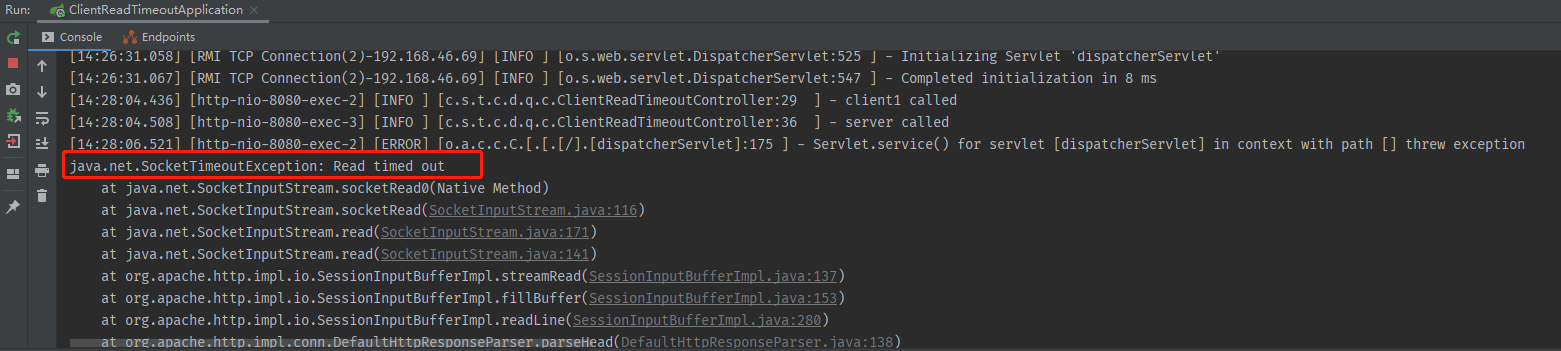 Run: ClientReadTimeoutApplication ×
Console Endpoints
[14:26:31.058] [RMI TCP Connection(2)-192.168.46.69] [INFO ] [o.s.web.servlet.DispatcherServlet:525 ] - Initializing Servlet 'dispatcherServlet'
[14:26:31.067] [RMI TCP Connection(2)-192.168.46.69] [INFO ] [o.s.web.servlet.DispatcherServlet:547 ] - Completed initialization in 8 ms
[14:28:04.436] [http-nio-8080-exec-2] [INFO ] [c.s.t.c.d.q.c.ClientReadTimeoutController:29  ] - client1 called
[14:28:04.508] [http-nio-8080-exec-3] [INFO ] [c.s.t.c.d.q.c.ClientReadTimeoutController:36  ] - server called
[14:28:06.521] [http-nio-8080-exec-2] [ERROR] [o.a.c.c.C.[.[.[/].[dispatcherServlet]:175 ] - Servlet.service() for servlet [dispatcherServlet] in context with path [] threw exception
java.net.SocketTimeoutException: Read timed out
at java.net.SocketInputStream.socketRead0(Native Method)
at java.net.SocketInputStream.socketRead(SocketInputStream.java:116)
at java.net.SocketInputStream.read(SocketInputStream.java:171)
at java.net.SocketInputStream.read(SocketInputStream.java:141)
at org.apache.http.impl.io.SessionInputBufferImpl.streamRead(SessionInputBufferImpl.java:137)
at org.apache.http.impl.io.SessionInputBufferImpl.fillBuffer(SessionInputBufferImpl.java:153)
at org.apache.http.impl.io.SessionInputBufferImpl.readLine(SessionInputBufferImpl.java:280)
at org.apache.http.impl.conn.DefaultHttpResponseParser.parseHead(DefaultHttpResponseParser.java:138)